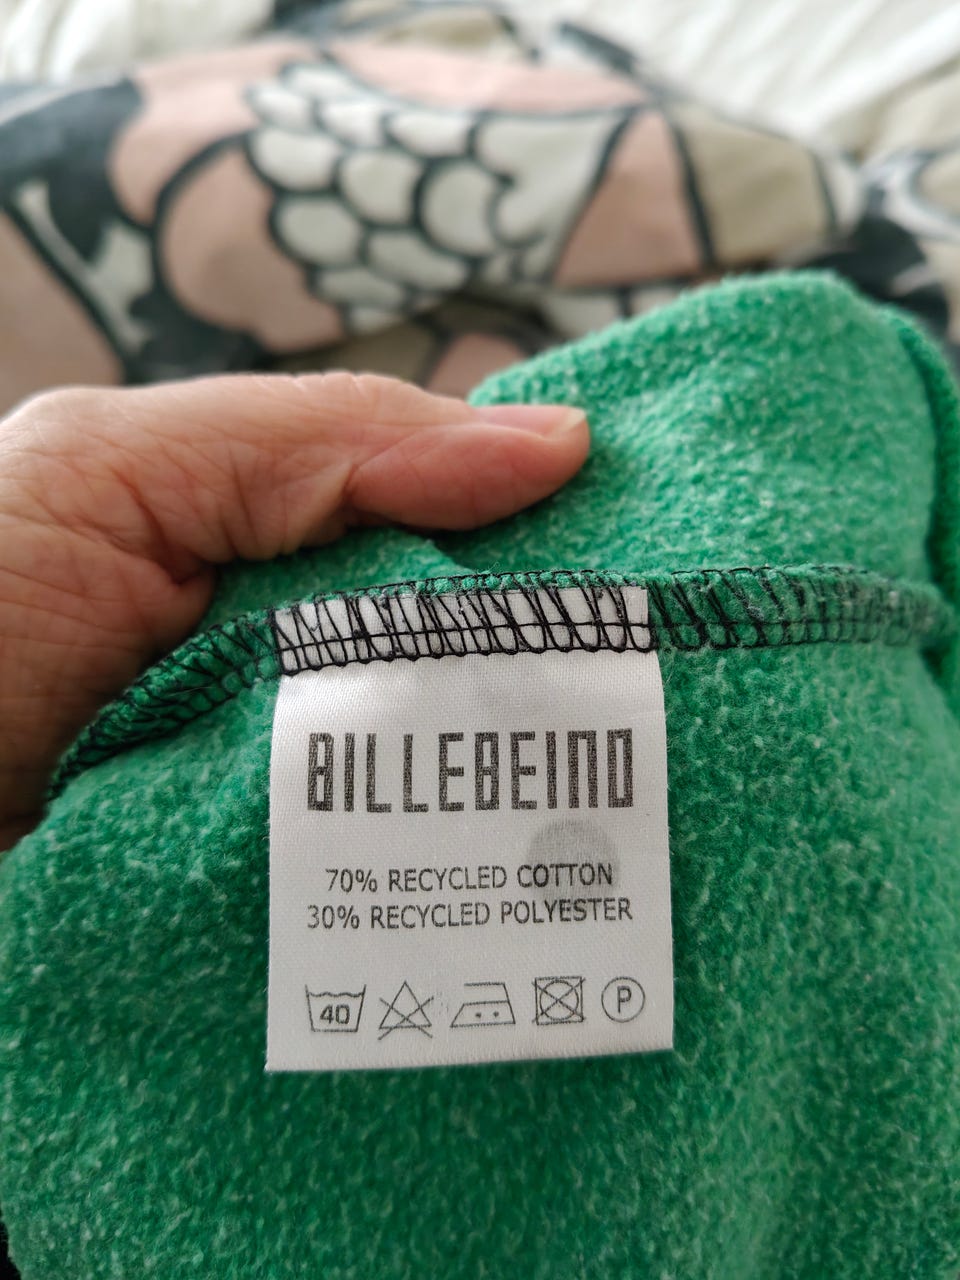 BILLEBEINO
70% RECYCLED COTTON
30% RECYCLED POLYESTER
40 P